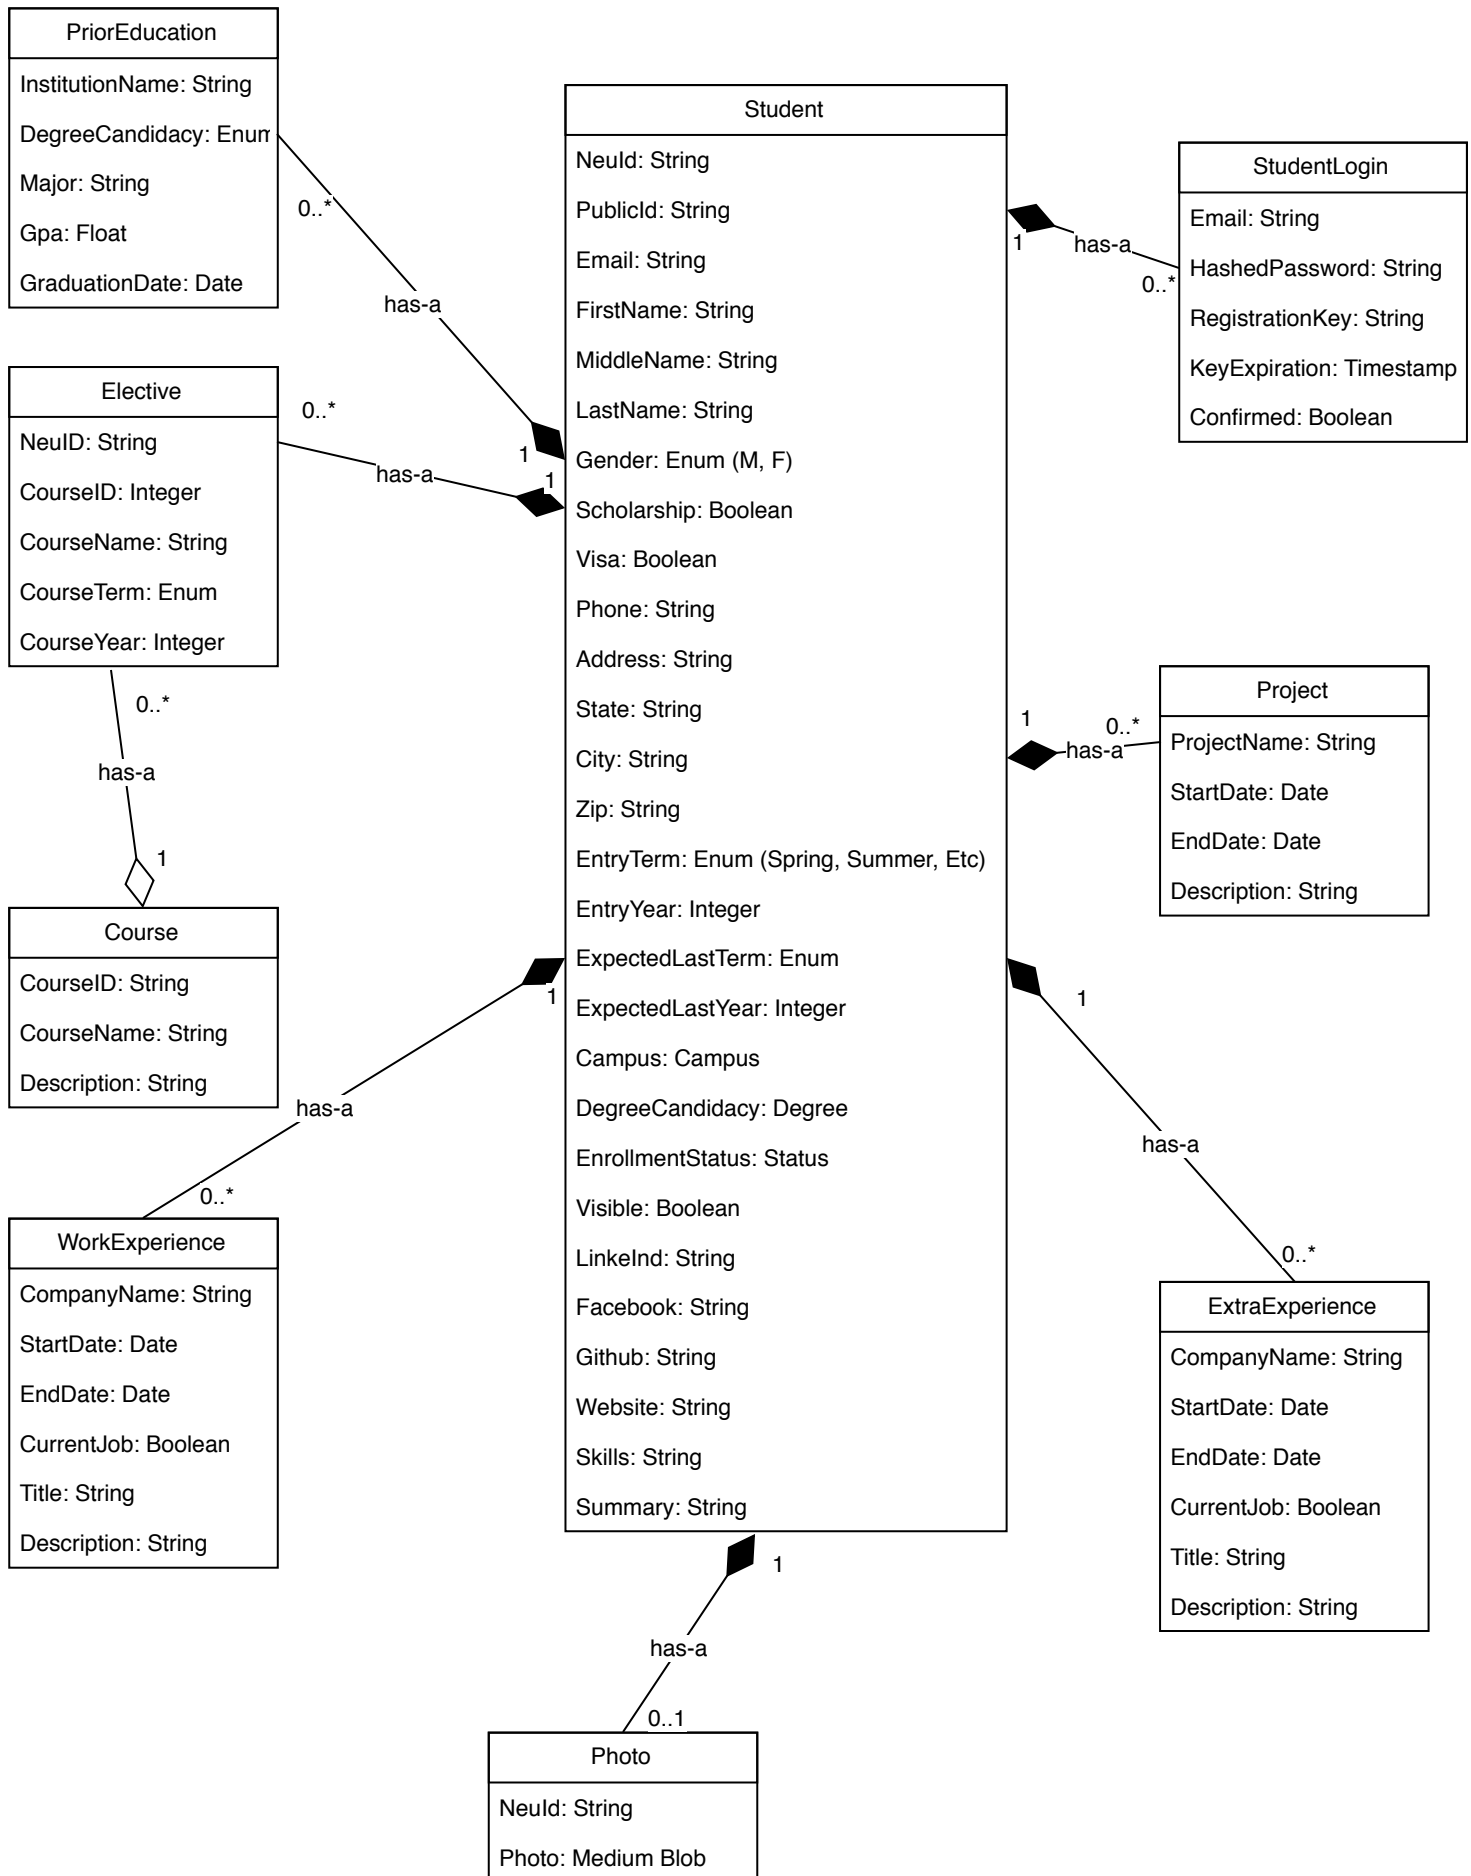 PriorEducation
InstitutionName: String
DegreeCandidacy: Enum
Major: String
Gpa: Float
GraduationDate: Date
0..*
has-a
1
Elective
NeuID: String
CourseID: Integer
CourseName: String
CourseTerm: Enum
CourseYear: Integer
0..*
has-a
1
0..*
has-a
1
Course
CourseID: String
CourseName: String
Description: String
1
has-a
0..*
WorkExperience
CompanyName: String
StartDate: Date
EndDate: Date
CurrentJob: Boolean
Title: String
Description: String
Student
NeuId: String
PublicId: String
Email: String
FirstName: String
MiddleName: String
LastName: String
Gender: Enum (M, F)
Scholarship: Boolean
Visa: Boolean
Phone: String
Address: String
State: String
City: String
Zip: String
EntryTerm: Enum (Spring, Summer, Etc)
EntryYear: Integer
ExpectedLastTerm: Enum
ExpectedLastYear: Integer
Campus: Campus
DegreeCandidacy: Degree
EnrollmentStatus: Status
Visible: Boolean
LinkeInd: String
Facebook: String
Github: String
Website: String
Skills: String
Summary: String
1
has-a
0..1
Photo
NeuId: String
Photo: Medium Blob
1
has-a
0..*
StudentLogin
Email: String
HashedPassword: String
RegistrationKey: String
KeyExpiration: Timestamp
Confirmed: Boolean
1
has-a
0..*
Project
ProjectName: String
StartDate: Date
EndDate: Date
Description: String
1
has-a
0..*
ExtraExperience
CompanyName: String
StartDate: Date
EndDate: Date
CurrentJob: Boolean
Title: String
Description: String